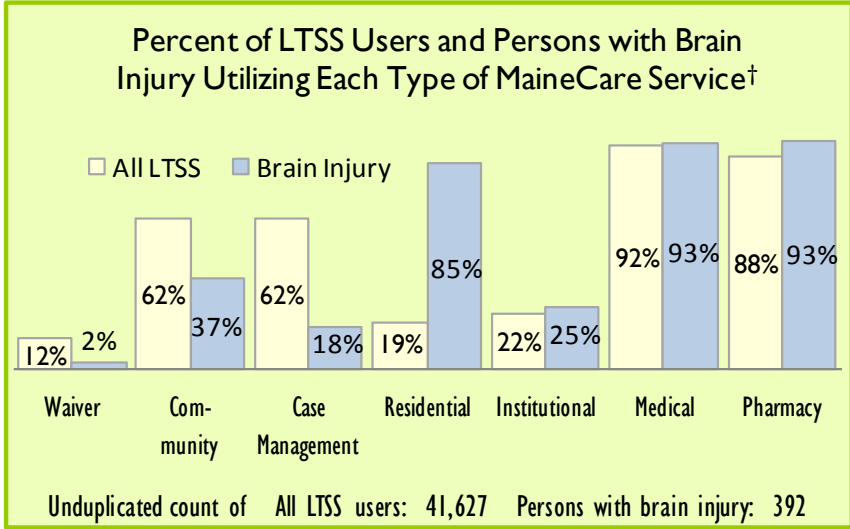 Percent of LTSS Users and Persons with Brain
Injury Utilizing Each Type of MaineCare Service†
All LTSS Brain Injury
12% 2% 62% 37% 62% 18% 19% 85% 22% 25% 92% 93% 88% 93%
Waiver Com- Case Residential Institutional Medical Pharmacy
munity Management
Unduplicated count of All LTSS users: 41,627 Persons with brain injury: 392